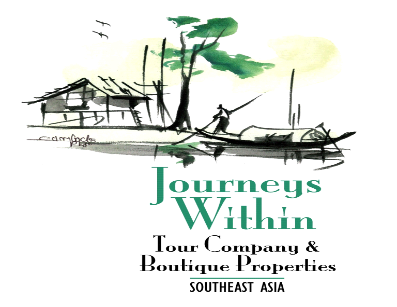 Journeys
Within
Tour Company &
Boutique Properties
SOUTHEAST ASIA